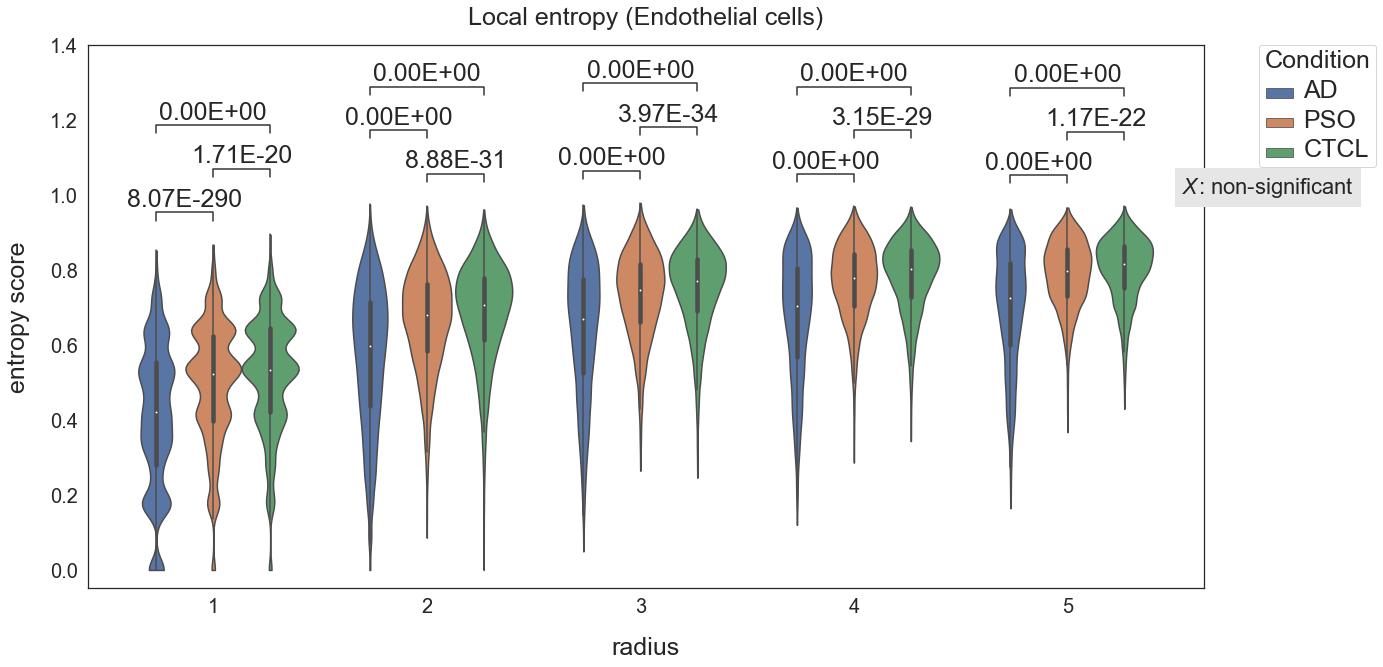 Local entropy (Endothelial cells)
entropy score
1.4
1.2
1.0
0.8
0.6
0.4
0.2
0.0
0.00E+00
1.71E-20
8.07E-290
0.00E+00
0.00E+00
8.88E-31
0.00E+00
3.97E-34
0.00E+00
0.00E+00
3.15E-29
0.00E+00
0.00E+00
1.17E-22
0.00E+00
1 2 3 4 5
radius
Condition
AD
PSO
CTCL
X: non-significant